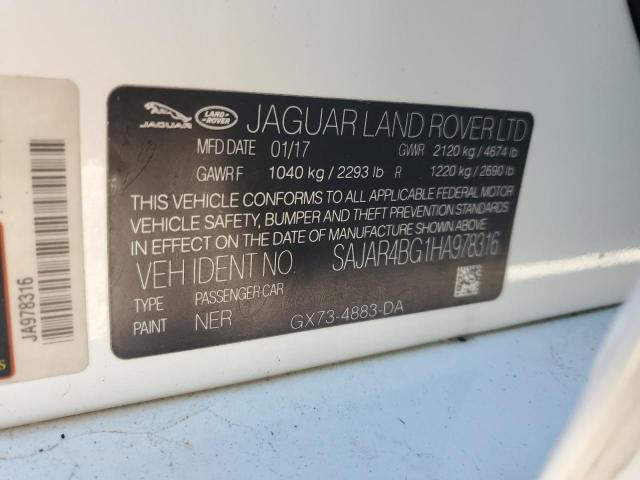 JAGUAR LAND-ROVER JAGUAR LAND ROVER LTD
MFD DATE 01/17 GWR 2120 kg / 4674 lb
GAWR F 1040 kg / 2293 lb R 1220 kg / 2690 lb
THIS VEHICLE CONFORMS TO ALL APPLICABLE FEDERAL MOTOR
VEHICLE SAFETY, BUMPER AND THEFT PREVENTION STANDARDS
IN EFFECT ON THE DATE OF MANUFACTURE SHOWN ABOVE
VEH IDENT NO. SAJAR4BG1HA978316
TYPE PASSENGER CAR
PAINT NER GX73-4883-DA
JA978316